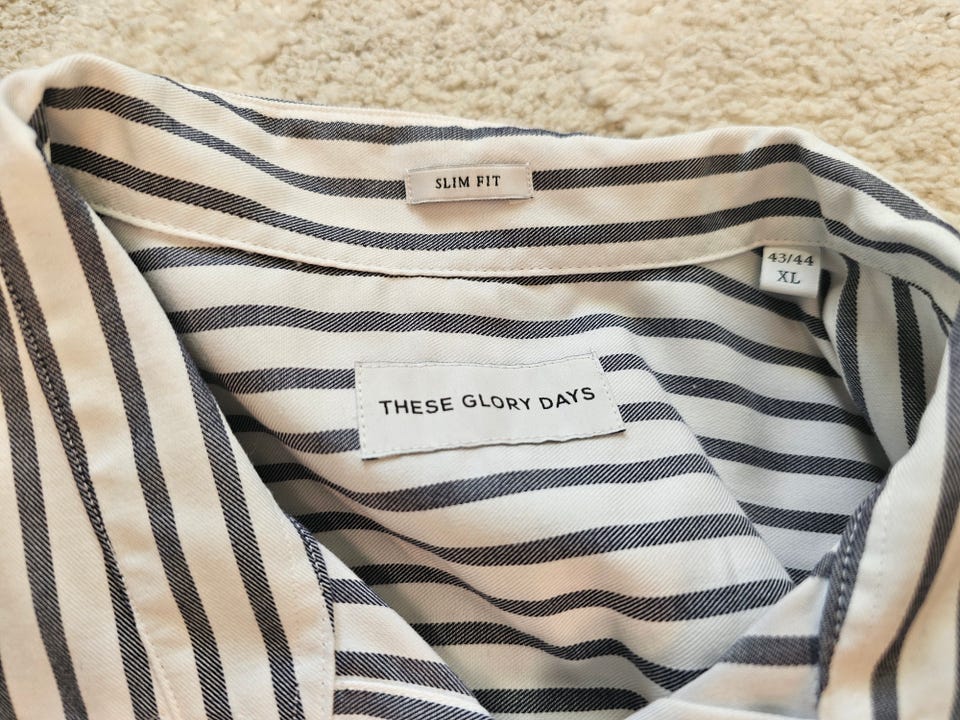 SLIM FIT
43/44
XL
THESE GLORY DAYS